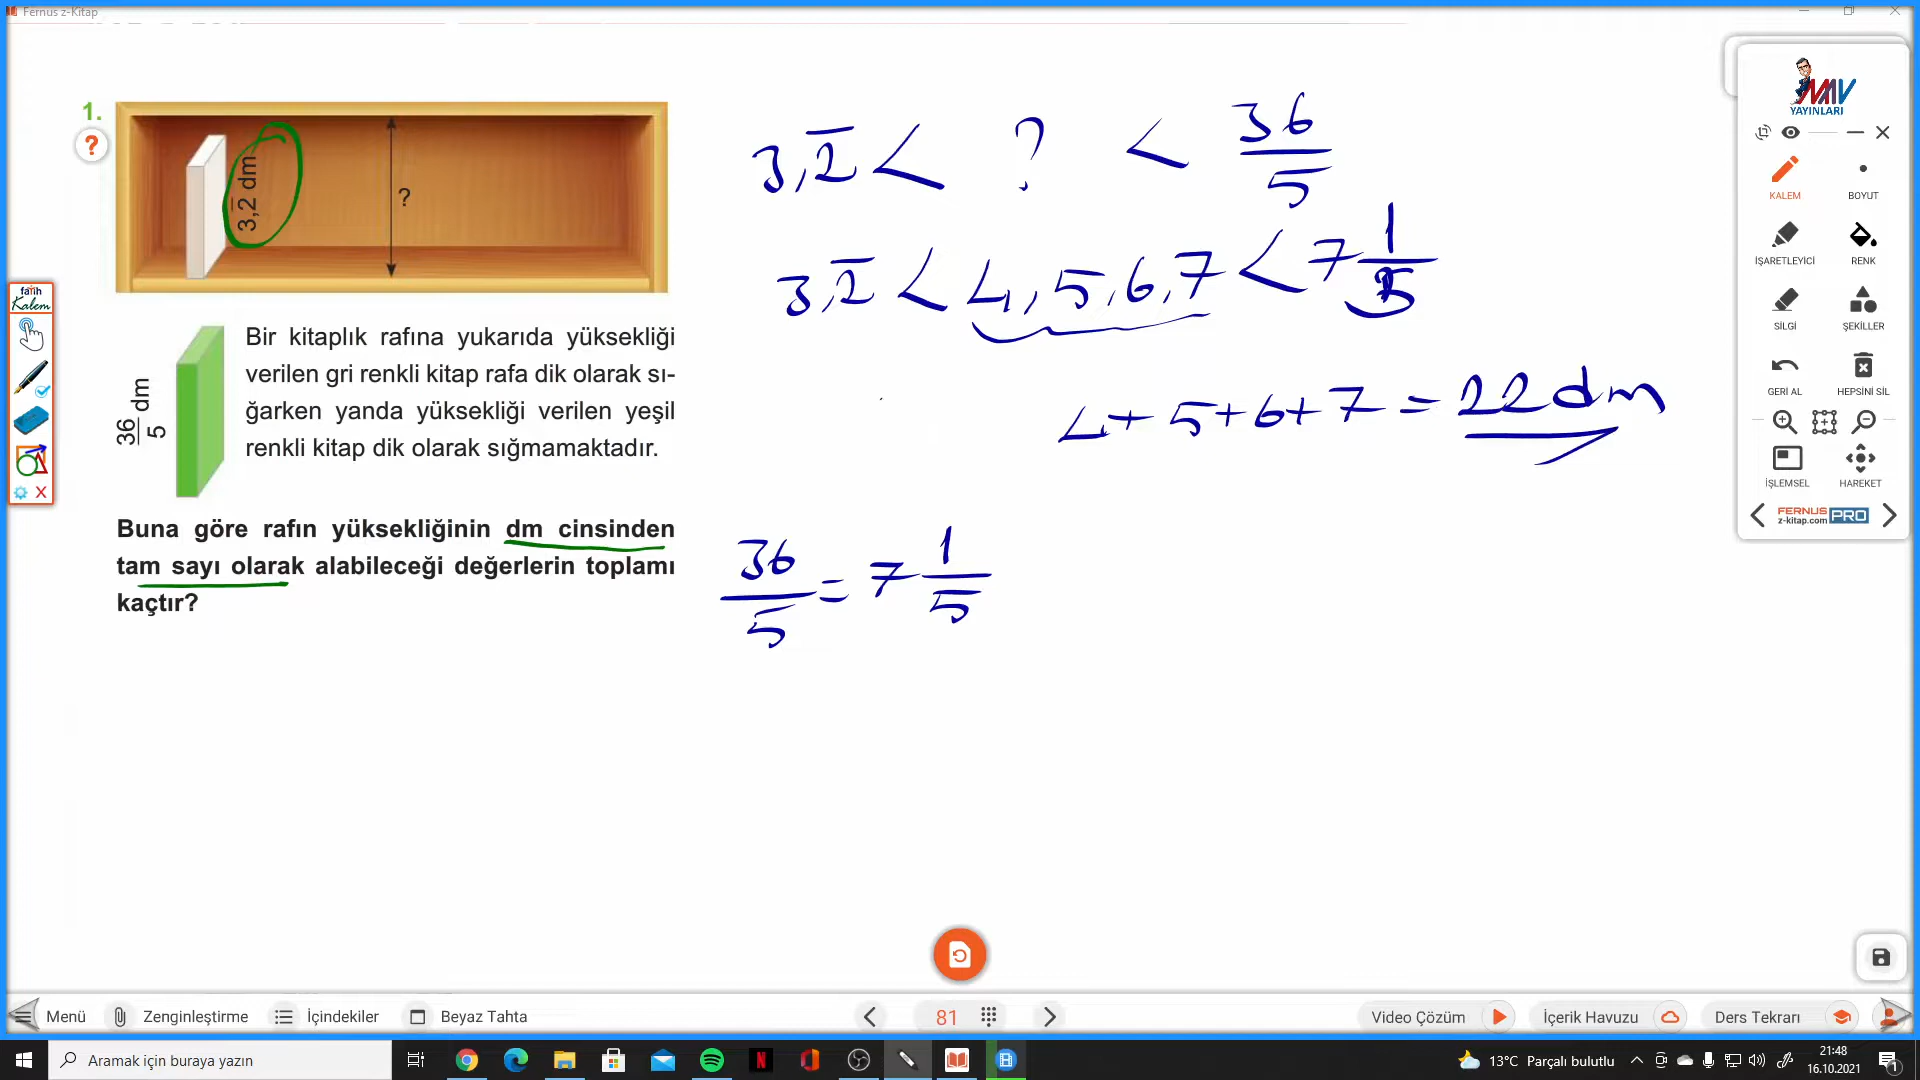 Fernus z-Kitap
1.
?
3,2̅ dm
?
36/5 dm
Bir kitaplık rafına yukarıda yüksekliği
verilen gri renkli kitap rafa dik olarak sı-
ğarken yanda yüksekliği verilen yeşil
renkli kitap dik olarak sığmamaktadır.
Buna göre rafın yüksekliğinin dm cinsinden
tam sayı olarak alabileceği değerlerin toplamı
kaçtır?
3,2̅ < ? < 36/5
3,2̅ < 4,5,6,7 < 7 1/5
4+5+6+7 = 22 dm
36/5 = 7 1/5
fatih
Kalem
X
MAV
YAYINLARI
KALEM
BOYUT
İŞARETLEYİCİ
RENK
SİLGİ
ŞEKİLLER
GERİ AL
HEPSİNİ SİL
İŞLEMSEL
HAREKET
FERNUS
z-kitap.com PRO
Menü
Zenginleştirme
İçindekiler
Beyaz Tahta
81
Video Çözüm
İçerik Havuzu
Ders Tekrarı
Aramak için buraya yazın
13°C Parçalı bulutlu
21:48
16.10.2021
1